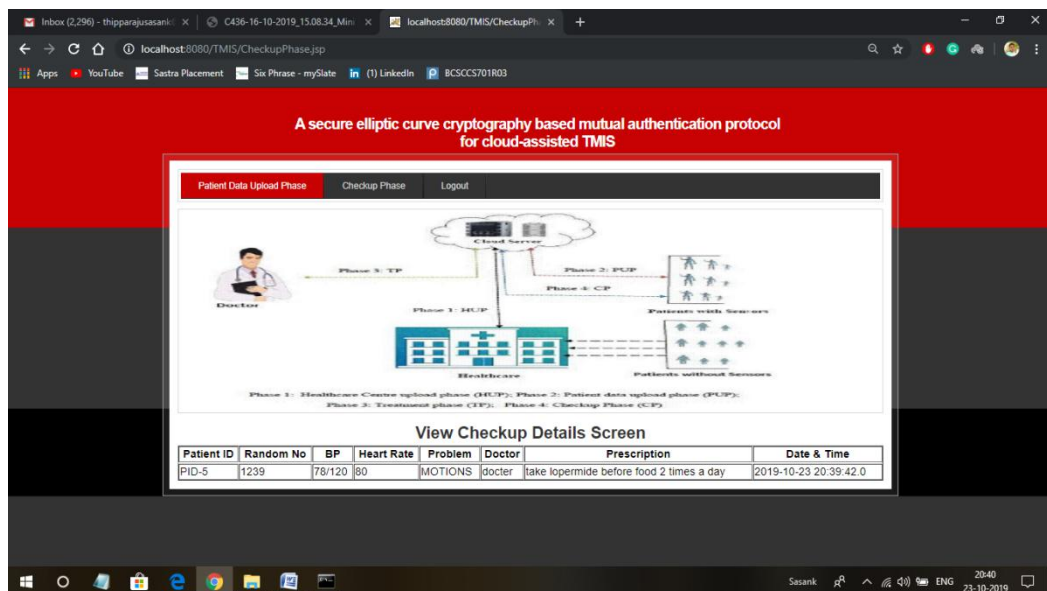 Inbox (2,296) - thipparajusasank
C436-16-10-2019_15.08.34_Mini
localhost:8080/TMIS/CheckupPh
localhost:8080/TMIS/CheckupPhase.jsp
Apps YouTube Sastra Placement Six Phrase - mySlate (1) LinkedIn BCSCCS701R03
A secure elliptic curve cryptography based mutual authentication protocol
for cloud-assisted TMIS
Patient Data Upload Phase Checkup Phase Logout
Cloud Server
Phase 3: TP
Phase 2: PUP
Phase 4: CP
Doctor
Phase 1: HUP
Patients with Sensors
Healthcare
Patients without Sensors
Phase 1: Healthcare Centre upload phase (HUP); Phase 2: Patient data upload phase (PUP);
Phase 3: Treatment phase (TP); Phase 4: Checkup Phase (CP)
View Checkup Details Screen
Patient ID Random No BP Heart Rate Problem Doctor Prescription Date & Time
PID-5 1239 78/120 80 MOTIONS docter take lopermide before food 2 times a day 2019-10-23 20:39:42.0
Sasank ENG 20:40
23-10-2019